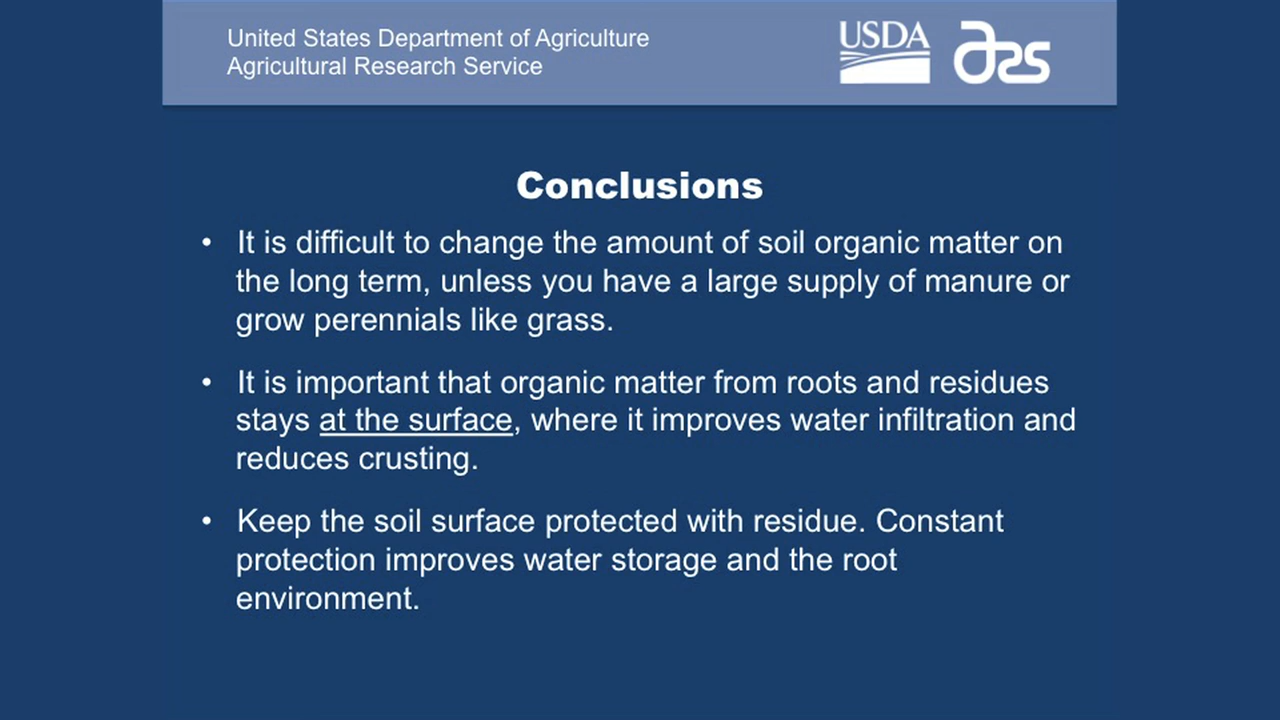 United States Department of Agriculture
Agricultural Research Service
USDA
ars
Conclusions
• It is difficult to change the amount of soil organic matter on
the long term, unless you have a large supply of manure or
grow perennials like grass.
• It is important that organic matter from roots and residues
stays at the surface, where it improves water infiltration and
reduces crusting.
• Keep the soil surface protected with residue. Constant
protection improves water storage and the root
environment.